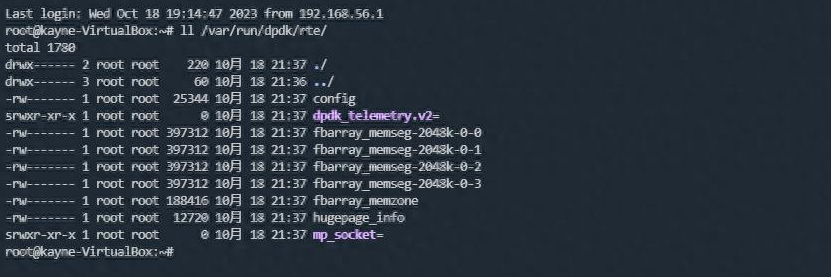 Last login: Wed Oct 18 19:14:47 2023 from 192.168.56.1
root@kayne-VirtualBox:~# ll /var/run/dpdk/rte/
total 1780
drwx------ 2 root root    220 10月 18 21:37 ./
drwx------ 3 root root     60 10月 18 21:36 ../
-rw------- 1 root root  25344 10月 18 21:37 config
srwxr-xr-x 1 root root      0 10月 18 21:37 dpdk_telemetry.v2=
-rw------- 1 root root 397312 10月 18 21:37 fbarray_memseg-2048k-0-0
-rw------- 1 root root 397312 10月 18 21:37 fbarray_memseg-2048k-0-1
-rw------- 1 root root 397312 10月 18 21:37 fbarray_memseg-2048k-0-2
-rw------- 1 root root 397312 10月 18 21:37 fbarray_memseg-2048k-0-3
-rw------- 1 root root 188416 10月 18 21:37 fbarray_memzone
-rw------- 1 root root  12720 10月 18 21:37 hugepage_info
srwxr-xr-x 1 root root      0 10月 18 21:37 mp_socket=
root@kayne-VirtualBox:~#